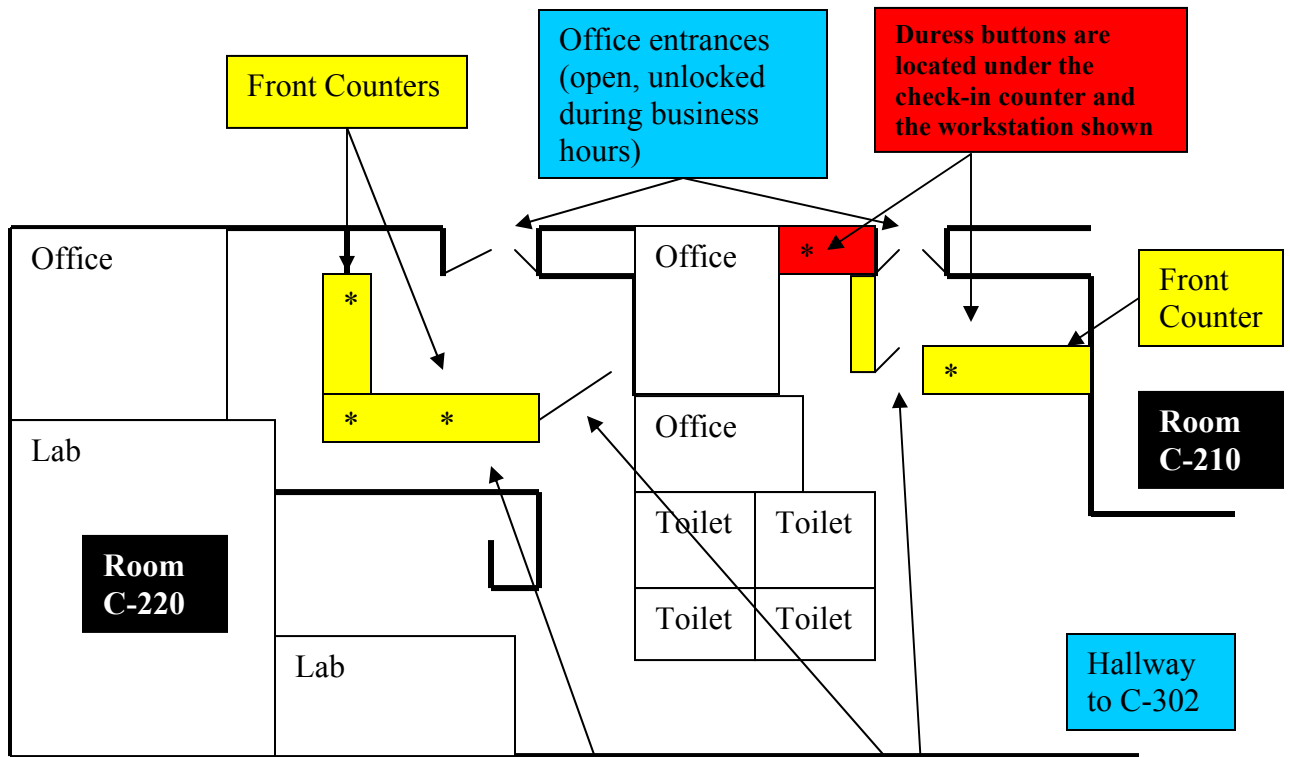 Front Counters
Office entrances
(open, unlocked
during business
hours)
Duress buttons are
located under the
check-in counter and
the workstation shown
Office
*
Office
*
Front
Counter
*
*
*
*
Office
Room
C-210
Lab
Toilet
Toilet
Room
C-220
Toilet
Toilet
Lab
Hallway
to C-302